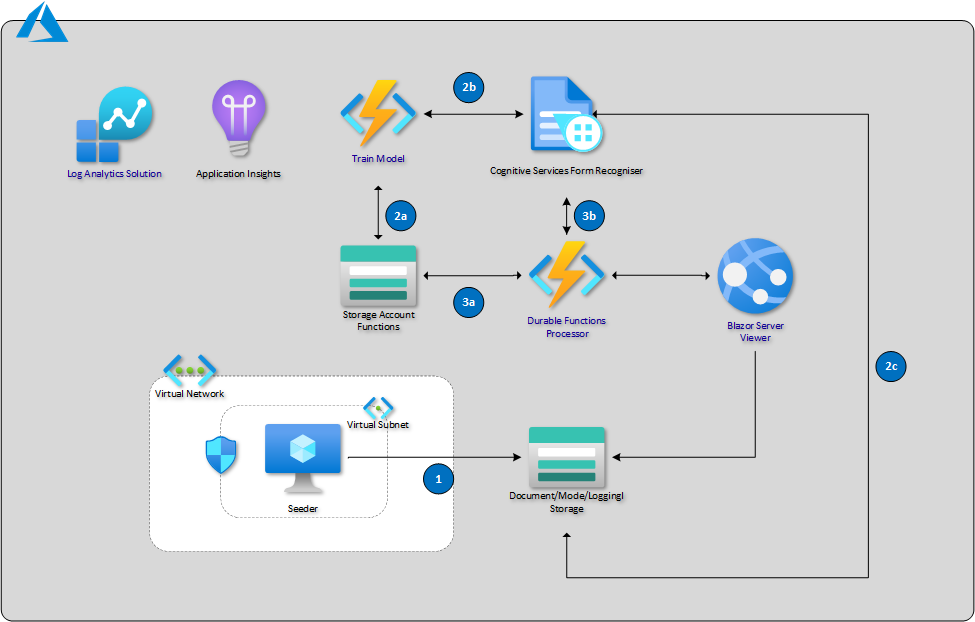 2b
Train Model
Log Analytics Solution
Application Insights
Cognitive Services Form Recogniser
2a
3b
Storage Account
Functions
3a
Durable Functions
Processor
Blazor Server
Viewer
2c
Virtual Network
Virtual Subnet
1
Seeder
Document/Mode/Loggingl
Storage